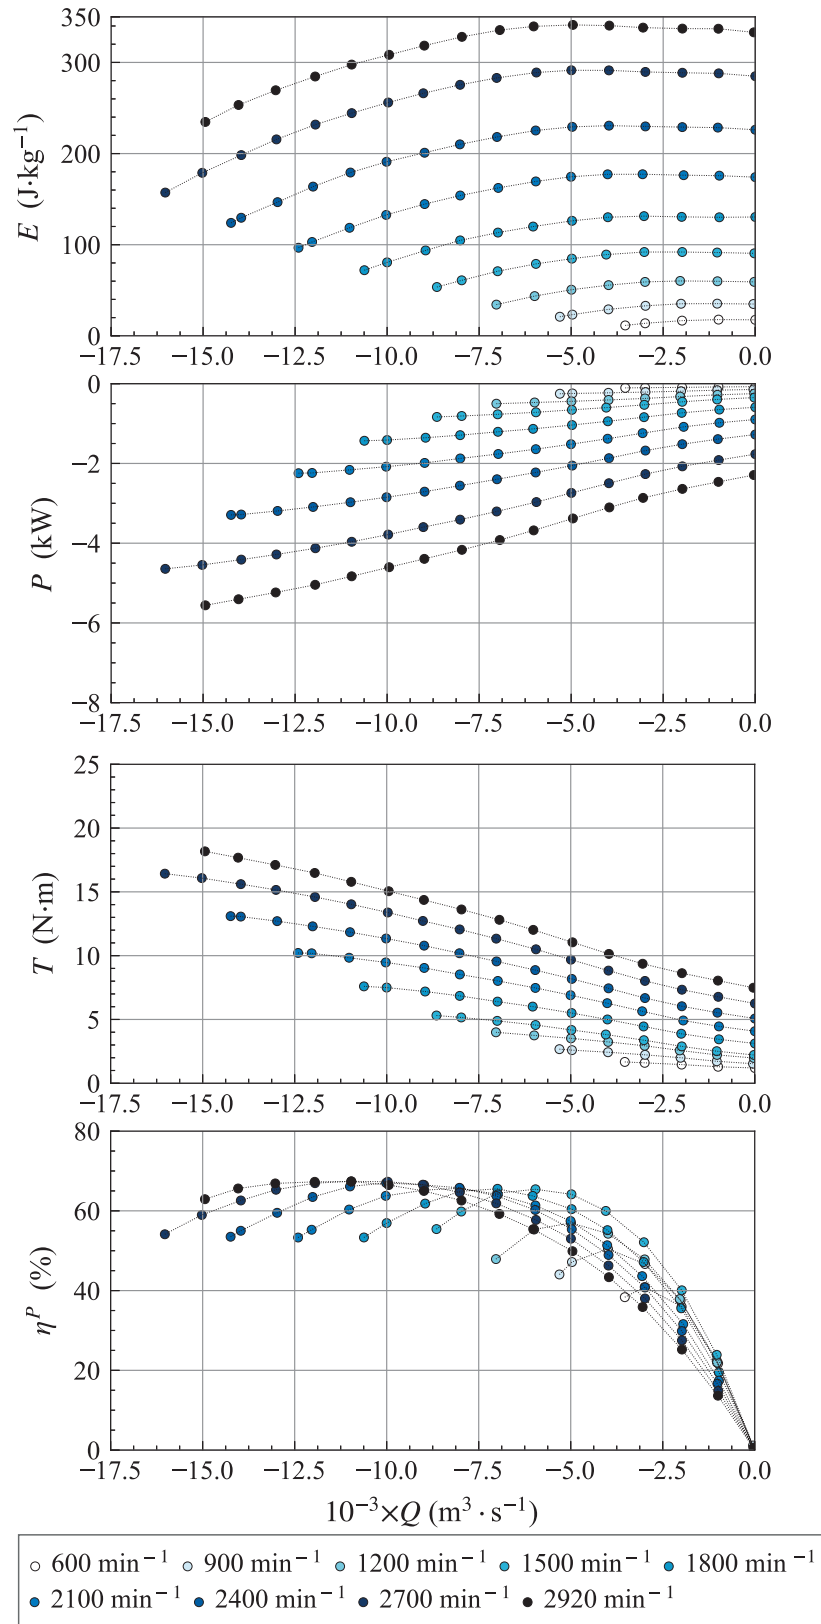 350
300
200
100
0
E (J·kg⁻¹)
−17.5 −15.0 −12.5 −10.0 −7.5 −5.0 −2.5 0.0
0
−2
−4
−6
−8
P (kW)
−17.5 −15.0 −12.5 −10.0 −7.5 −5.0 −2.5 0.0
25
20
15
10
5
0
T (N·m)
−17.5 −15.0 −12.5 −10.0 −7.5 −5.0 −2.5 0.0
80
60
40
20
0
ηᴾ (%)
−17.5 −15.0 −12.5 −10.0 −7.5 −5.0 −2.5 0.0
10⁻³×Q (m³·s⁻¹)
600 min⁻¹ 900 min⁻¹ 1200 min⁻¹ 1500 min⁻¹ 1800 min⁻¹
2100 min⁻¹ 2400 min⁻¹ 2700 min⁻¹ 2920 min⁻¹